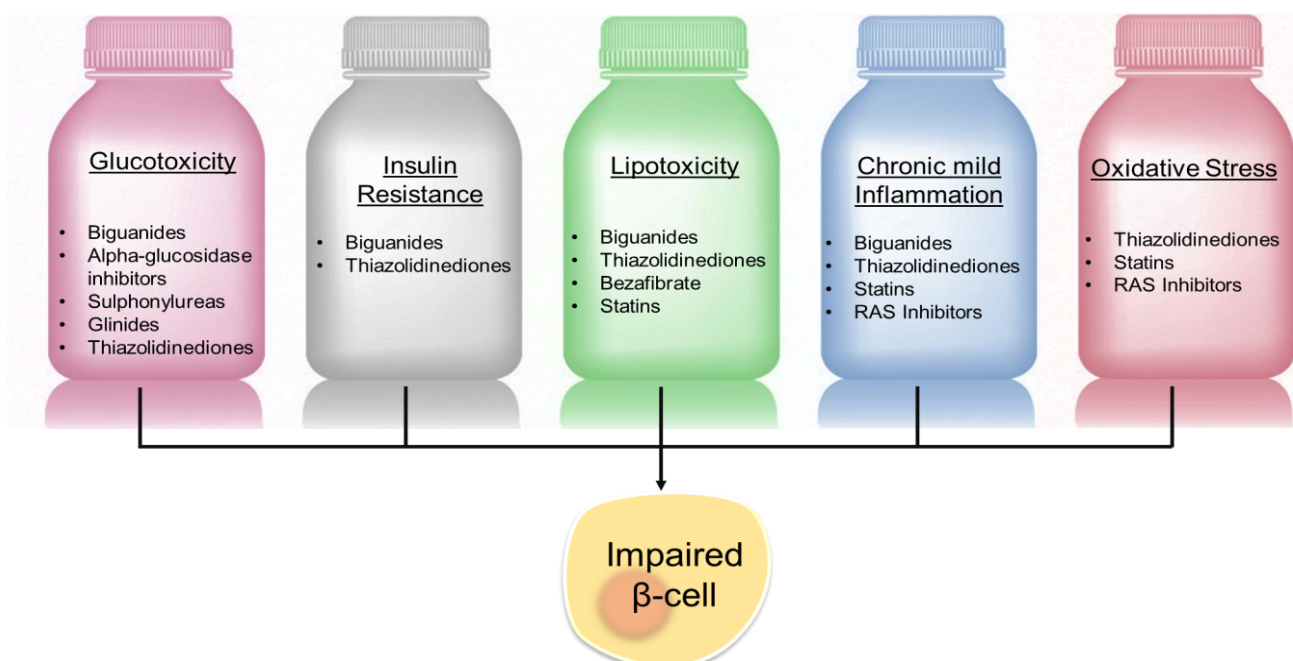 Glucotoxicity
• Biguanides
• Alpha-glucosidase
inhibitors
• Sulphonylureas
• Glinides
• Thiazolidinediones
Insulin
Resistance
• Biguanides
• Thiazolidinediones
Lipotoxicity
• Biguanides
• Thiazolidinediones
• Bezafibrate
• Statins
Chronic mild
Inflammation
• Biguanides
• Thiazolidinediones
• Statins
• RAS Inhibitors
Oxidative Stress
• Thiazolidinediones
• Statins
• RAS Inhibitors
Impaired
β-cell